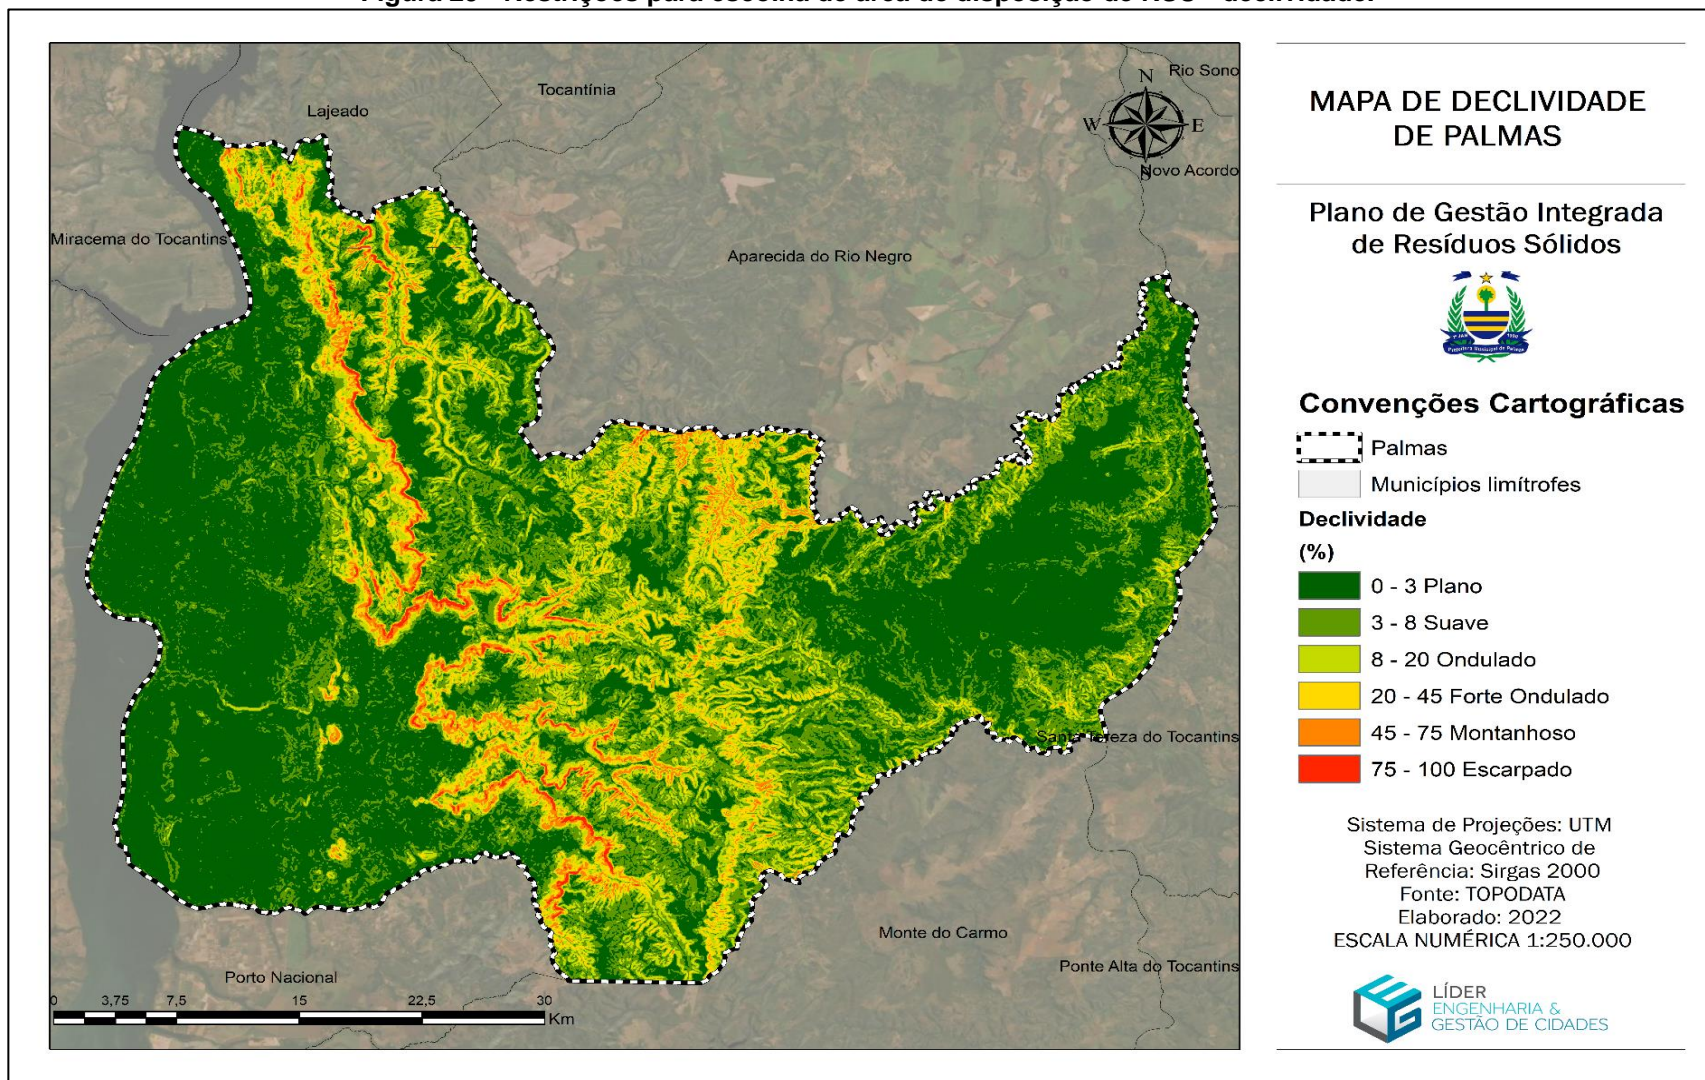 MAPA DE DECLIVIDADE
DE PALMAS
Plano de Gestão Integrada
de Resíduos Sólidos
Prefeitura Municipal de Palmas
Convenções Cartográficas
Palmas
Municípios limítrofes
Declividade
(%)
0 - 3 Plano
3 - 8 Suave
8 - 20 Ondulado
20 - 45 Forte Ondulado
45 - 75 Montanhoso
75 - 100 Escarpado
Sistema de Projeções: UTM
Sistema Geocêntrico de
Referência: Sirgas 2000
Fonte: TOPODATA
Elaborado: 2022
ESCALA NUMÉRICA 1:250.000
LÍDER
ENGENHARIA &
GESTÃO DE CIDADES
Rio Sono
N
Tocantínia
Lajeado
W
E
S
Novo Acordo
Miracema do Tocantins
Aparecida do Rio Negro
Santa Tereza do Tocantins
Monte do Carmo
Ponte Alta do Tocantins
Porto Nacional
0 3,75 7,5 15 22,5 30
Km